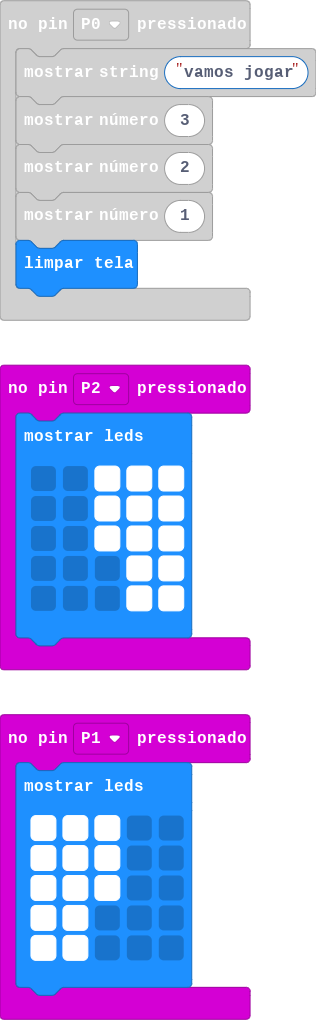 no pin P0 pressionado
mostrar string "vamos jogar"
mostrar número 3
mostrar número 2
mostrar número 1
limpar tela
no pin P2 pressionado
mostrar leds
no pin P1 pressionado
mostrar leds